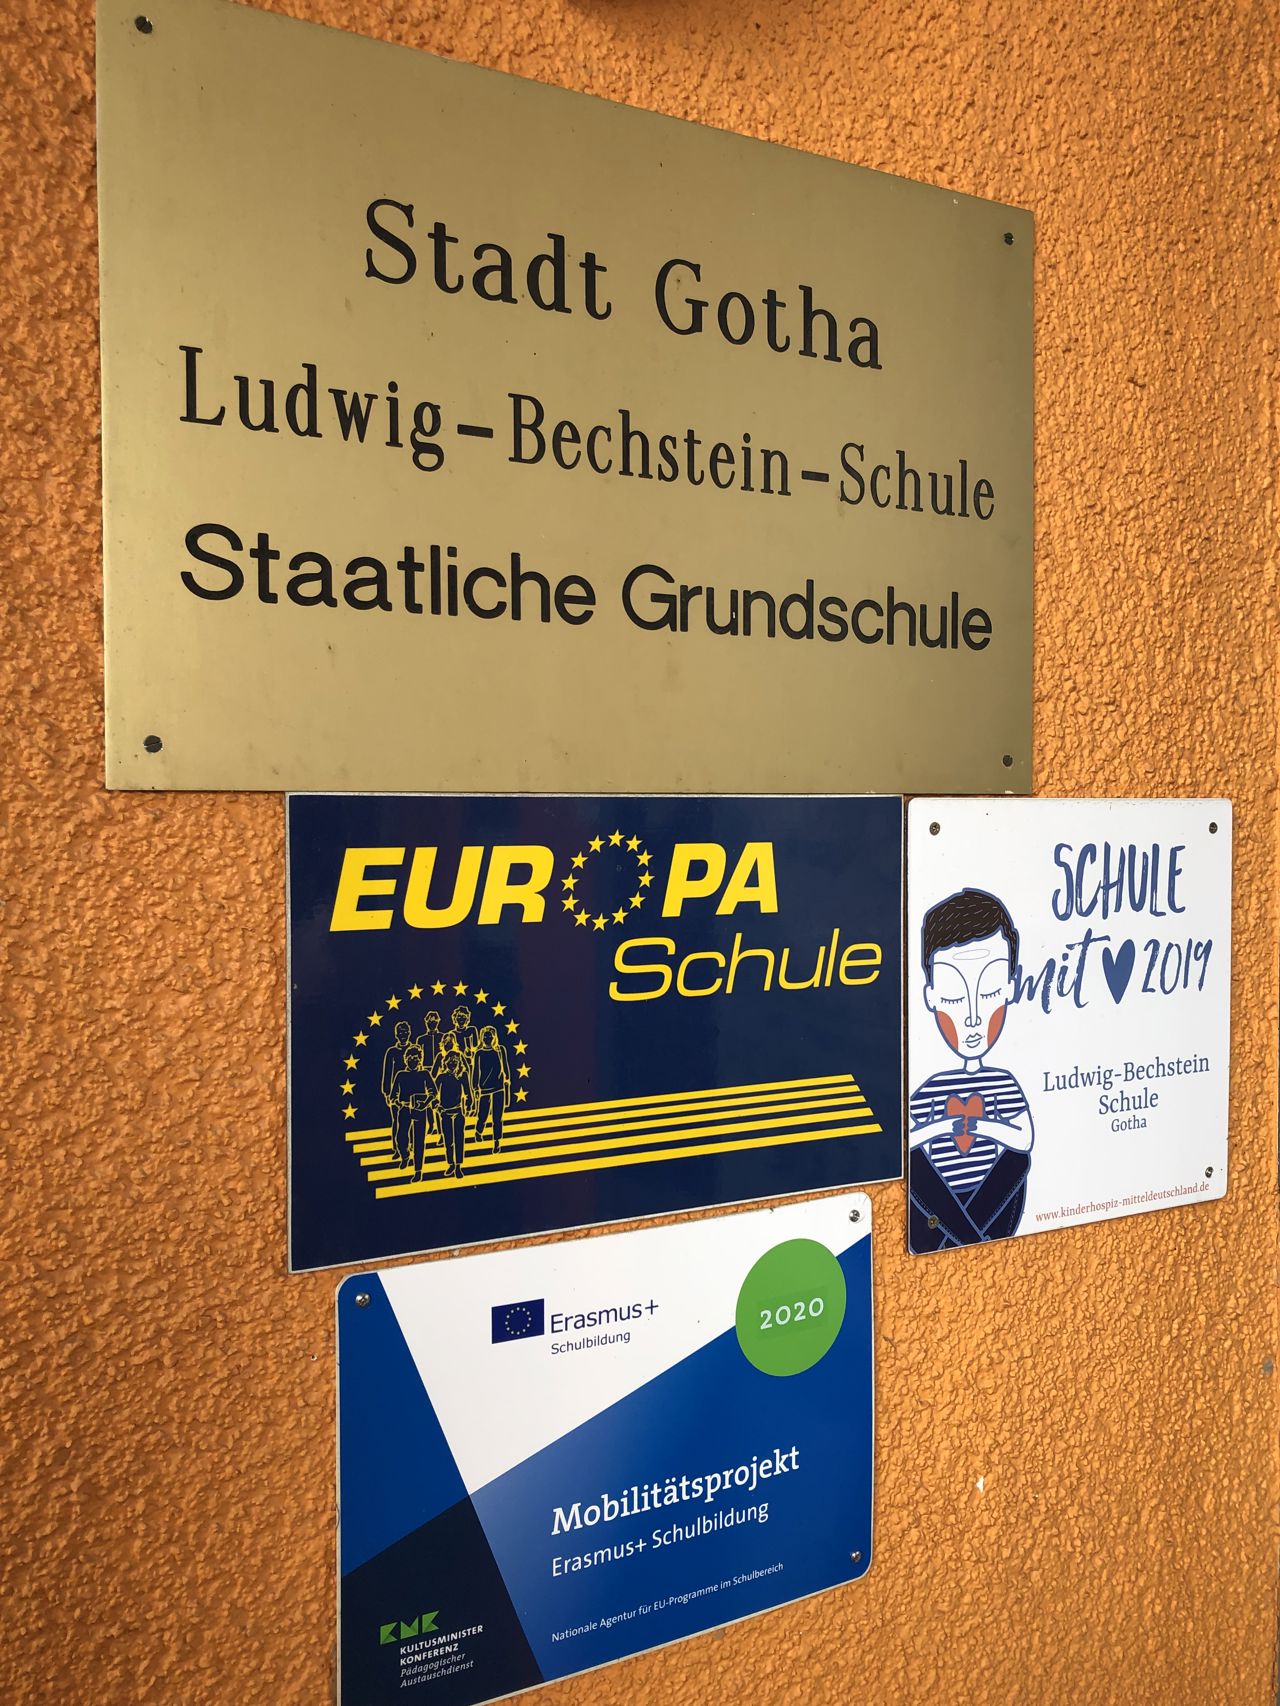 Stadt Gotha
Ludwig-Bechstein-Schule
Staatliche Grundschule
EUROPA
Schule
SCHULE
mit ♥ 2019
Ludwig-Bechstein
Schule
Gotha
www.kinderhospiz-mitteldeutschland.de
Erasmus+
Schulbildung
2020
Mobilitätsprojekt
Erasmus+ Schulbildung
Nationale Agentur für EU-Programme im Schulbereich
KMK
KULTUSMINISTER
KONFERENZ
Pädagogischer
Austauschdienst